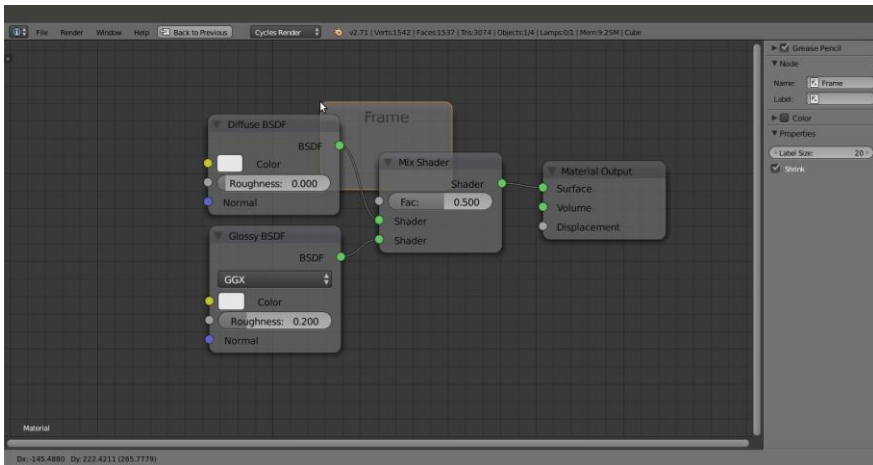 File Render Window Help Back to Previous Cycles Render v2.71 | Verts:1542 | Faces:1537 | Tris:3074 | Objects:1/4 | Lamps:0/1 | Mem:9.25M | Cube
Frame
Diffuse BSDF
BSDF
Color
Roughness: 0.000
Normal
Glossy BSDF
BSDF
GGX
Color
Roughness: 0.200
Normal
Mix Shader
Shader
Fac: 0.500
Shader
Shader
Material Output
Surface
Volume
Displacement
Grease Pencil
Node
Name: Frame
Label:
Color
Properties
Label Size: 20
Shrink
Material
Dx: -145.4880 Dy: 222.4211 (265.7779)